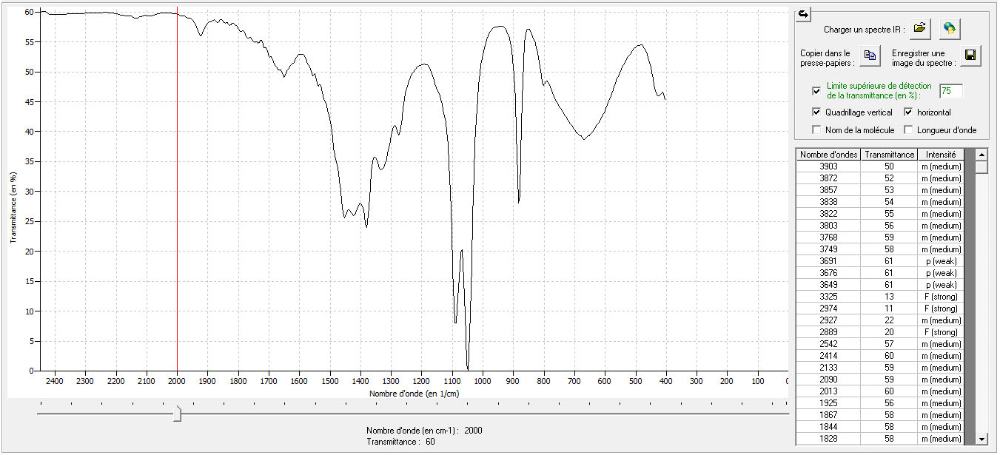 60
55
50
45
40
35
30
25
20
15
10
5
0
Transmittance (en %)
2400 2300 2200 2100 2000 1900 1800 1700 1600 1500 1400 1300 1200 1100 1000 900 800 700 600 500 400 300 200 100 0
Nombre d'onde (en 1/cm)
Nombre d'onde (en cm-1) : 2000
Transmittance : 60
Charger un spectre IR :
Copier dans le
presse-papiers :
Enregistrer une
image du spectre :
Limite supérieure de détection
de la transmittance (en %) :
75
Quadrillage vertical horizontal
Nom de la molécule Longueur d'onde
Nombre d'ondes Transmittance Intensité
3903 50 m (medium)
3872 52 m (medium)
3857 53 m (medium)
3838 54 m (medium)
3822 55 m (medium)
3803 56 m (medium)
3768 59 m (medium)
3749 58 m (medium)
3691 61 p (weak)
3676 61 p (weak)
3649 61 p (weak)
3325 13 F (strong)
2974 11 F (strong)
2927 22 m (medium)
2889 20 F (strong)
2542 57 m (medium)
2414 60 m (medium)
2133 59 m (medium)
2090 59 m (medium)
2013 60 m (medium)
1925 56 m (medium)
1867 58 m (medium)
1844 58 m (medium)
1828 58 m (medium)